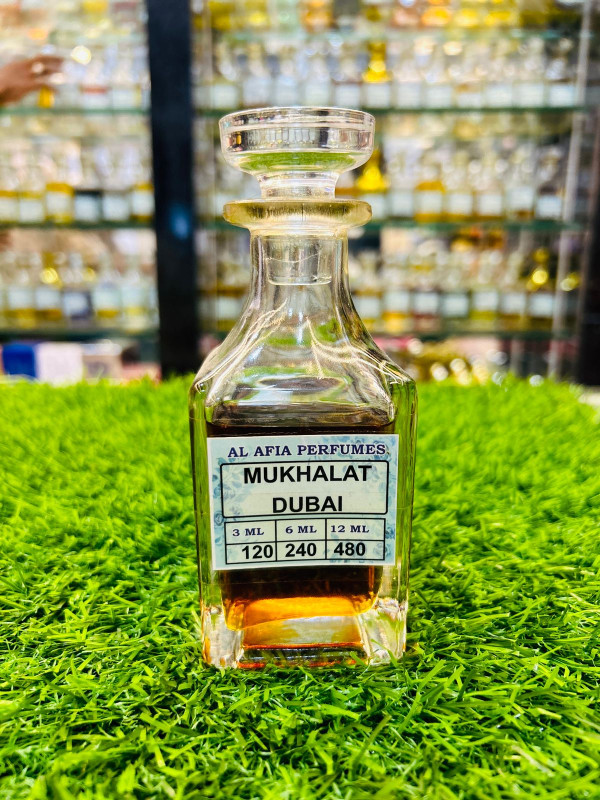 AL AFIA PERFUMES
MUKHALAT
DUBAI
3 ML 6 ML 12 ML
120 240 480